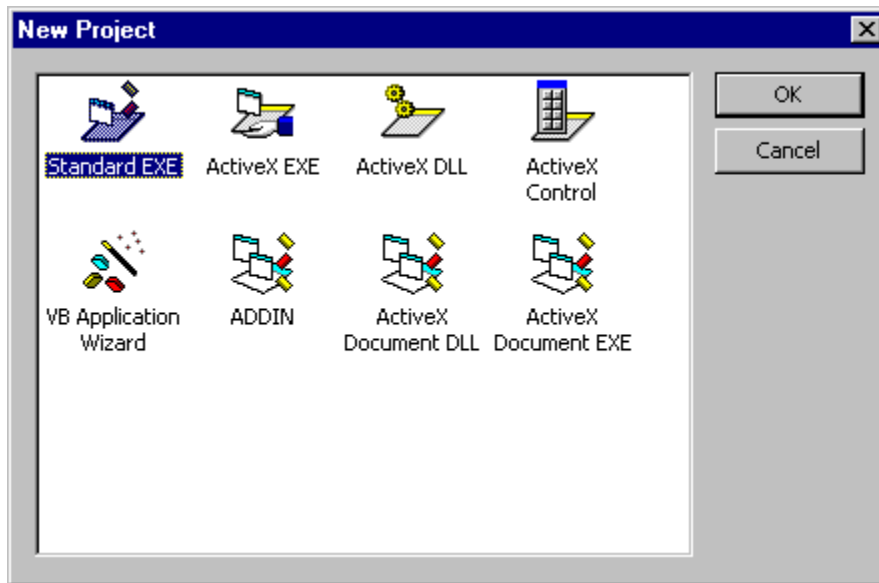 New Project
Standard EXE
ActiveX EXE
ActiveX DLL
ActiveX
Control
VB Application
Wizard
ADDIN
ActiveX
Document DLL
ActiveX
Document EXE
OK
Cancel